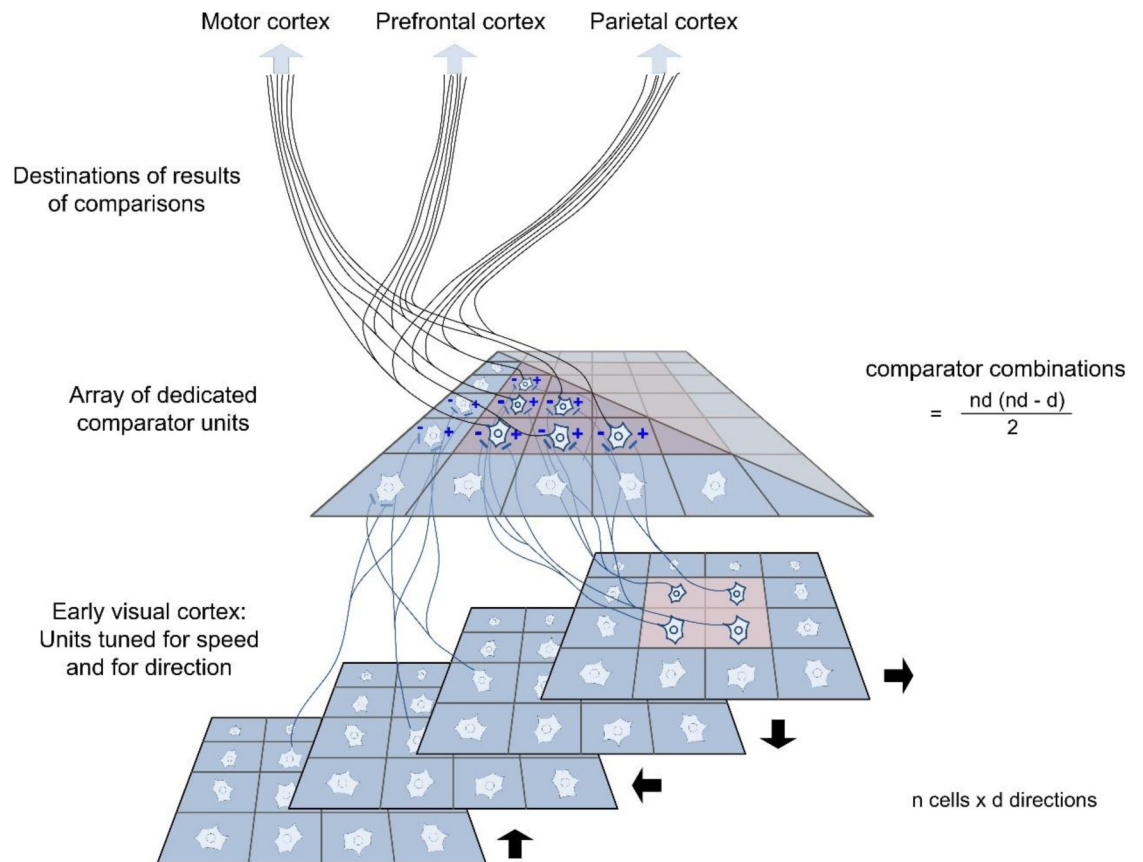 Motor cortex
Prefrontal cortex
Parietal cortex
Destinations of results
of comparisons
Array of dedicated
comparator units
comparator combinations
= nd (nd - d)
2
- +
- + - +
- + - + - + +
- + - + - + +
Early visual cortex:
Units tuned for speed
and for direction
n cells x d directions